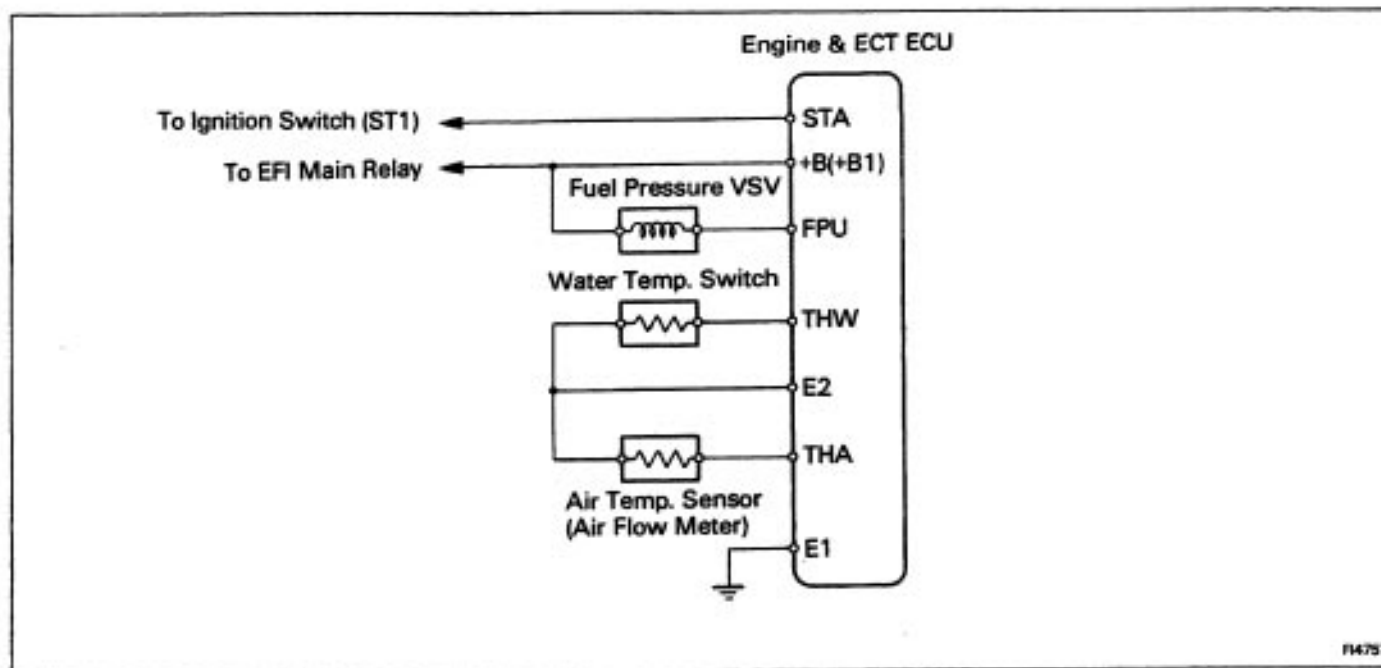 Engine & ECT ECU
To Ignition Switch (ST1)
STA
To EFI Main Relay
+B(+B1)
Fuel Pressure VSV
FPU
Water Temp. Switch
THW
E2
THA
Air Temp. Sensor
(Air Flow Meter)
E1